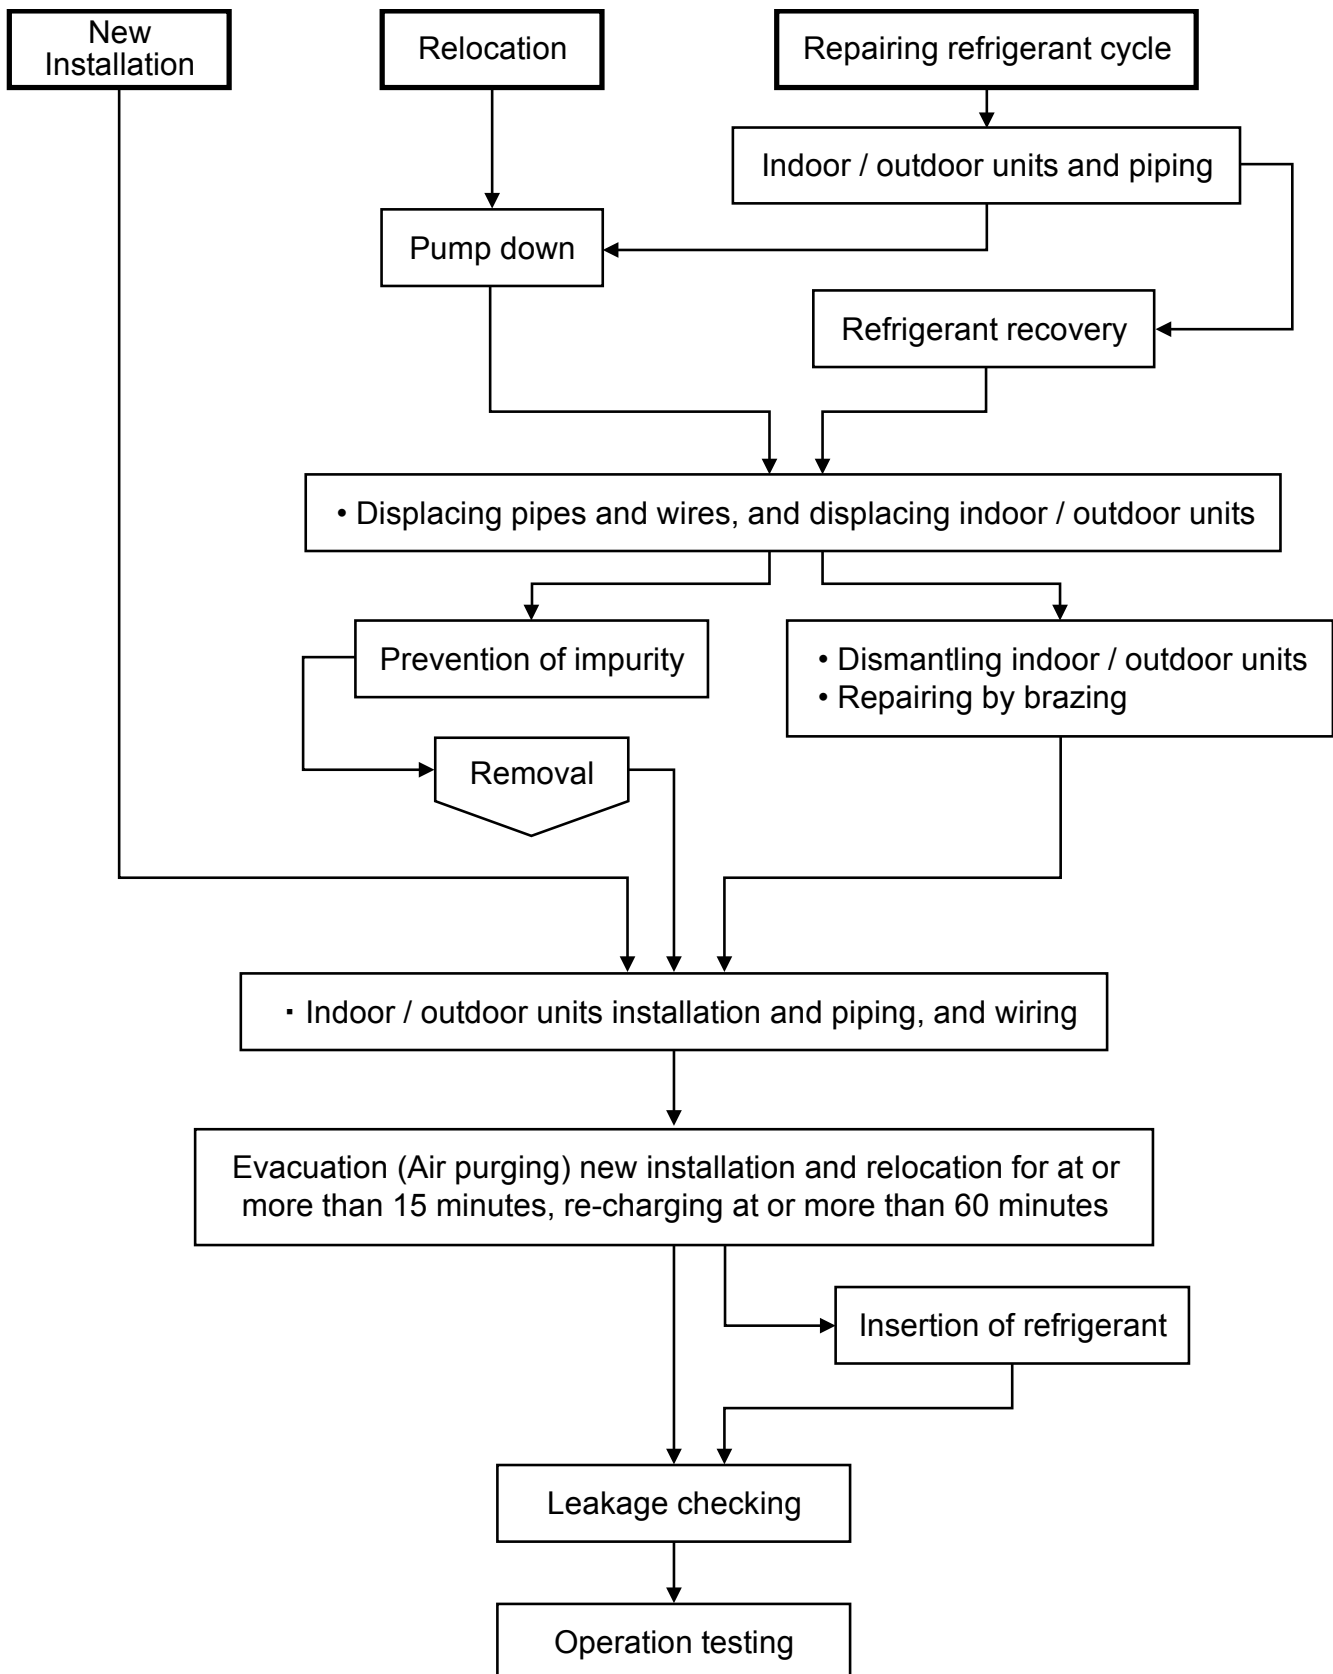 New
Installation
Relocation
Repairing refrigerant cycle
Indoor / outdoor units and piping
Pump down
Refrigerant recovery
• Displacing pipes and wires, and displacing indoor / outdoor units
Prevention of impurity
• Dismantling indoor / outdoor units
• Repairing by brazing
Removal
・Indoor / outdoor units installation and piping, and wiring
Evacuation (Air purging) new installation and relocation for at or
more than 15 minutes, re-charging at or more than 60 minutes
Insertion of refrigerant
Leakage checking
Operation testing